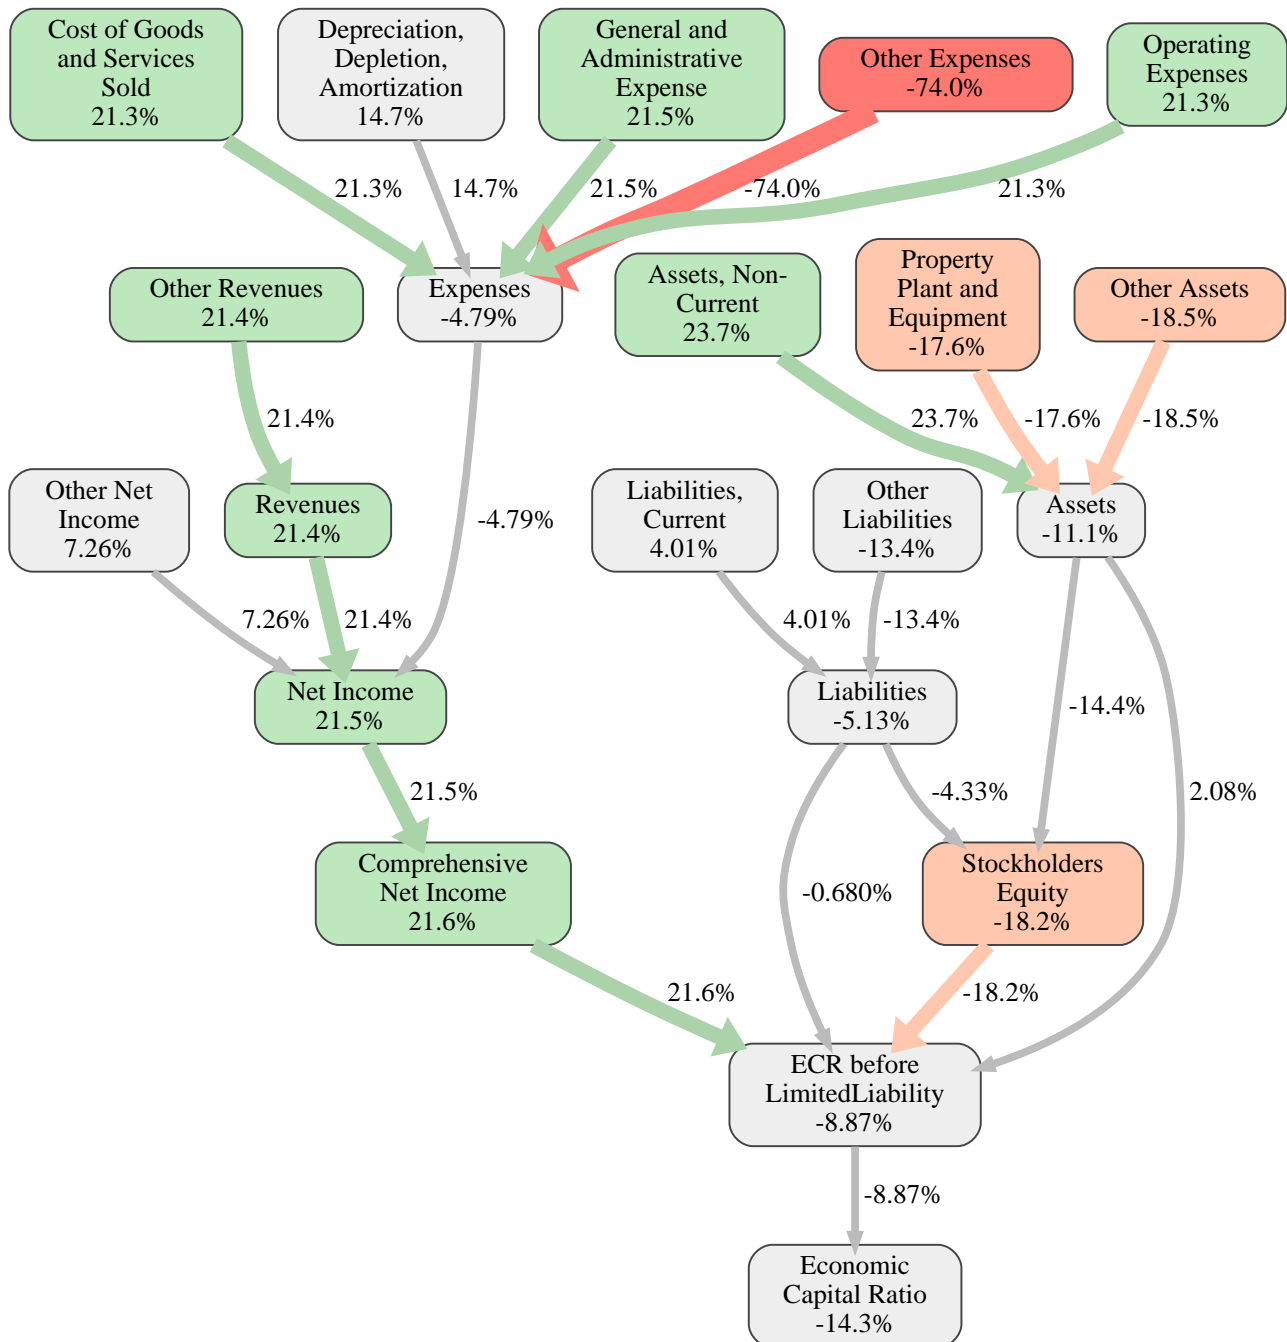 Cost of Goods
and Services
Sold
21.3%
Depreciation,
Depletion,
Amortization
14.7%
General and
Administrative
Expense
21.5%
Other Expenses
-74.0%
Operating
Expenses
21.3%
21.3%
14.7%
21.5%
-74.0%
21.3%
Other Revenues
21.4%
Expenses
-4.79%
Assets, Non-
Current
23.7%
Property
Plant and
Equipment
-17.6%
Other Assets
-18.5%
21.4%
-4.79%
23.7%
-17.6%
-18.5%
Other Net
Income
7.26%
Revenues
21.4%
Liabilities,
Current
4.01%
Other
Liabilities
-13.4%
Assets
-11.1%
7.26%
21.4%
4.01%
-13.4%
-14.4%
2.08%
Net Income
21.5%
Liabilities
-5.13%
21.5%
-4.33%
-0.680%
Comprehensive
Net Income
21.6%
Stockholders
Equity
-18.2%
21.6%
-18.2%
ECR before
LimitedLiability
-8.87%
-8.87%
Economic
Capital Ratio
-14.3%